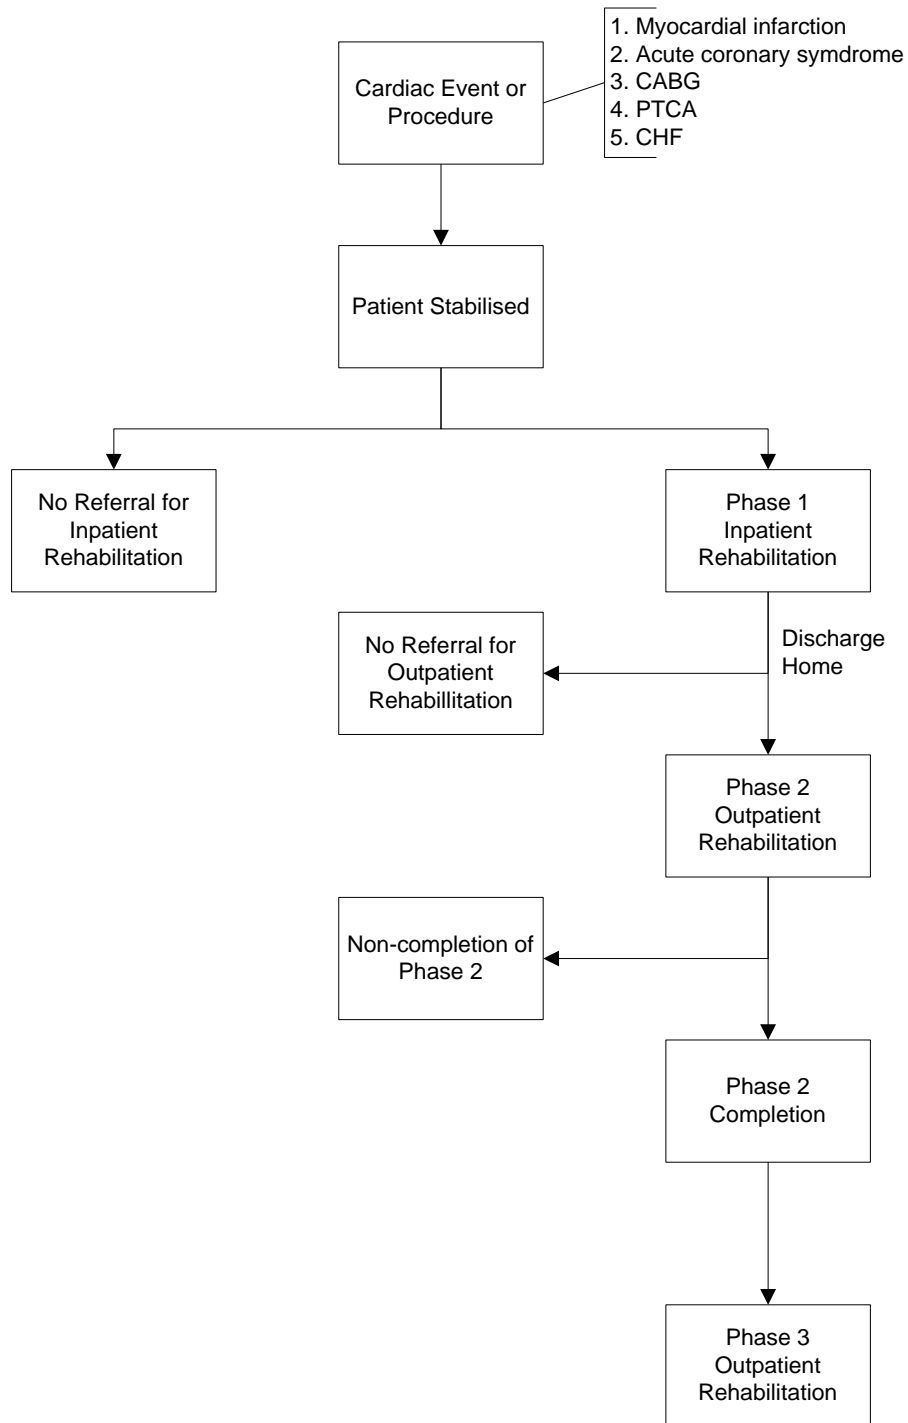 1. Myocardial infarction
2. Acute coronary symdrome
3. CABG
4. PTCA
5. CHF
Cardiac Event or
Procedure
Patient Stabilised
No Referral for
Inpatient
Rehabilitation
Phase 1
Inpatient
Rehabilitation
Discharge
Home
No Referral for
Outpatient
Rehabillitation
Phase 2
Outpatient
Rehabilitation
Non-completion of
Phase 2
Phase 2
Completion
Phase 3
Outpatient
Rehabilitation